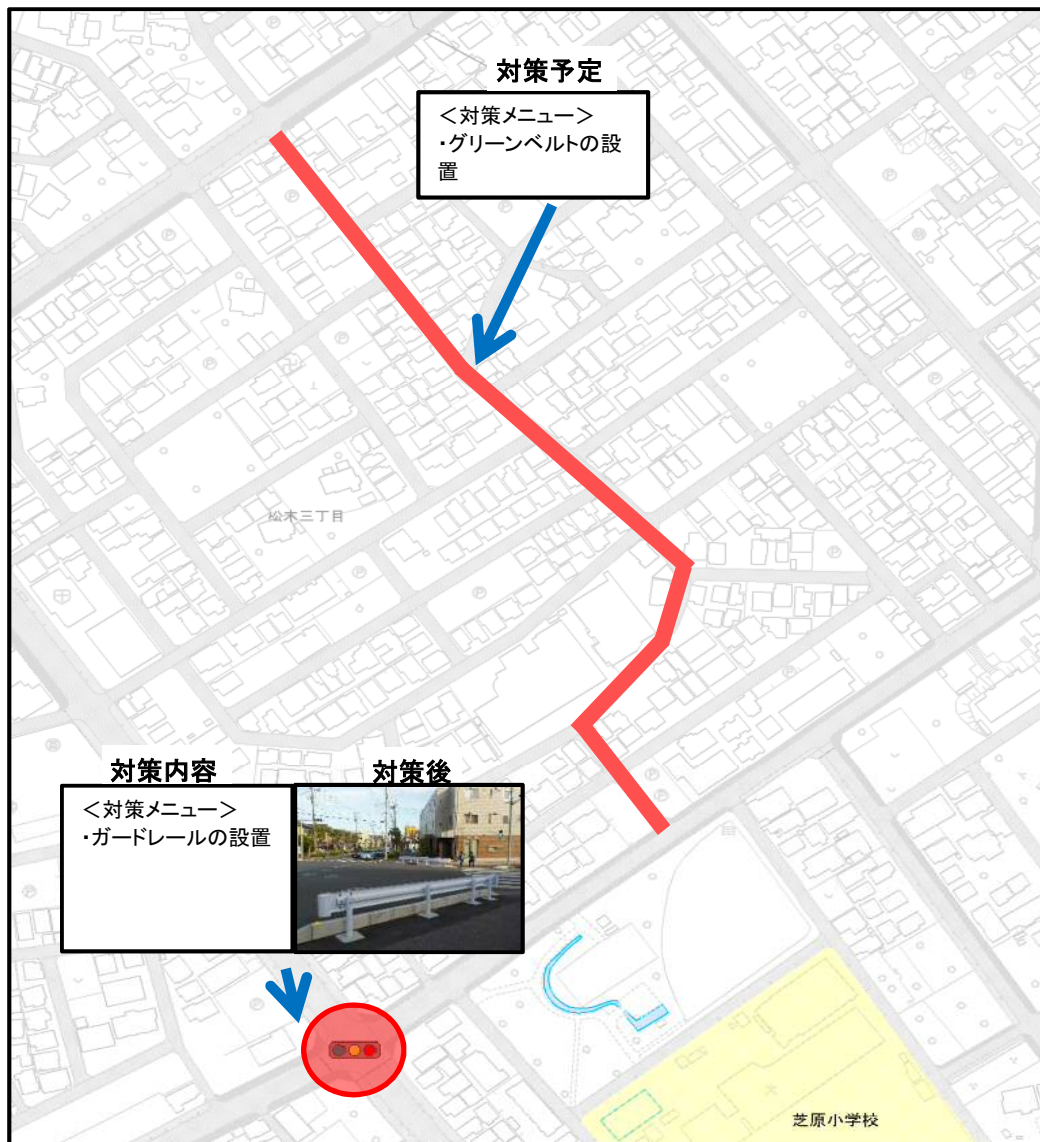 対策予定
＜対策メニュー＞
・グリーンベルトの設
置
松木三丁目
対策内容
対策後
＜対策メニュー＞
・ガードレールの設置
芝原小学校